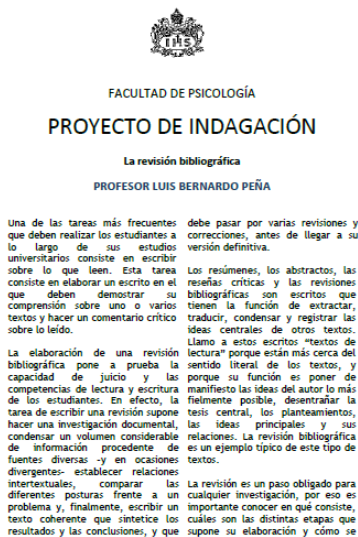 IHS
FACULTAD DE PSICOLOGÍA
PROYECTO DE INDAGACIÓN
La revisión bibliográfica
PROFESOR LUIS BERNARDO PEÑA
Una de las tareas más frecuentes
que deben realizar los estudiantes a
lo largo de sus estudios
universitarios consiste en escribir
sobre lo que leen. Esta tarea
consiste en elaborar un escrito en el
que deben demostrar su
comprensión sobre uno o varios
textos y hacer un comentario crítico
sobre lo leído.
La elaboración de una revisión
bibliográfica pone a prueba la
capacidad de juicio y las
competencias de lectura y escritura
de los estudiantes. En efecto, la
tarea de escribir una revisión supone
hacer una investigación documental,
condensar un volumen considerable
de información procedente de
fuentes diversas -y en ocasiones
divergentes- establecer relaciones
intertextuales, comparar las
diferentes posturas frente a un
problema y, finalmente, escribir un
texto coherente que sintetice los
resultados y las conclusiones, y que
debe pasar por varias revisiones y
correcciones, antes de llegar a su
versión definitiva.
Los resúmenes, los abstractos, las
reseñas críticas y las revisiones
bibliográficas son escritos que
tienen la función de extractar,
traducir, condensar y registrar las
ideas centrales de otros textos.
Llamo a estos escritos “textos de
lectura” porque están más cerca del
sentido literal de los textos, y
porque su función es poner de
manifiesto las ideas del autor lo más
fielmente posible, desentrañar la
tesis central, los planteamientos,
las ideas principales y sus
relaciones. La revisión bibliográfica
es un ejemplo típico de este tipo de
textos.
La revisión es un paso obligado para
cualquier investigación, por eso es
importante conocer en qué consiste,
cuáles son las distintas etapas que
supone su elaboración y cómo se